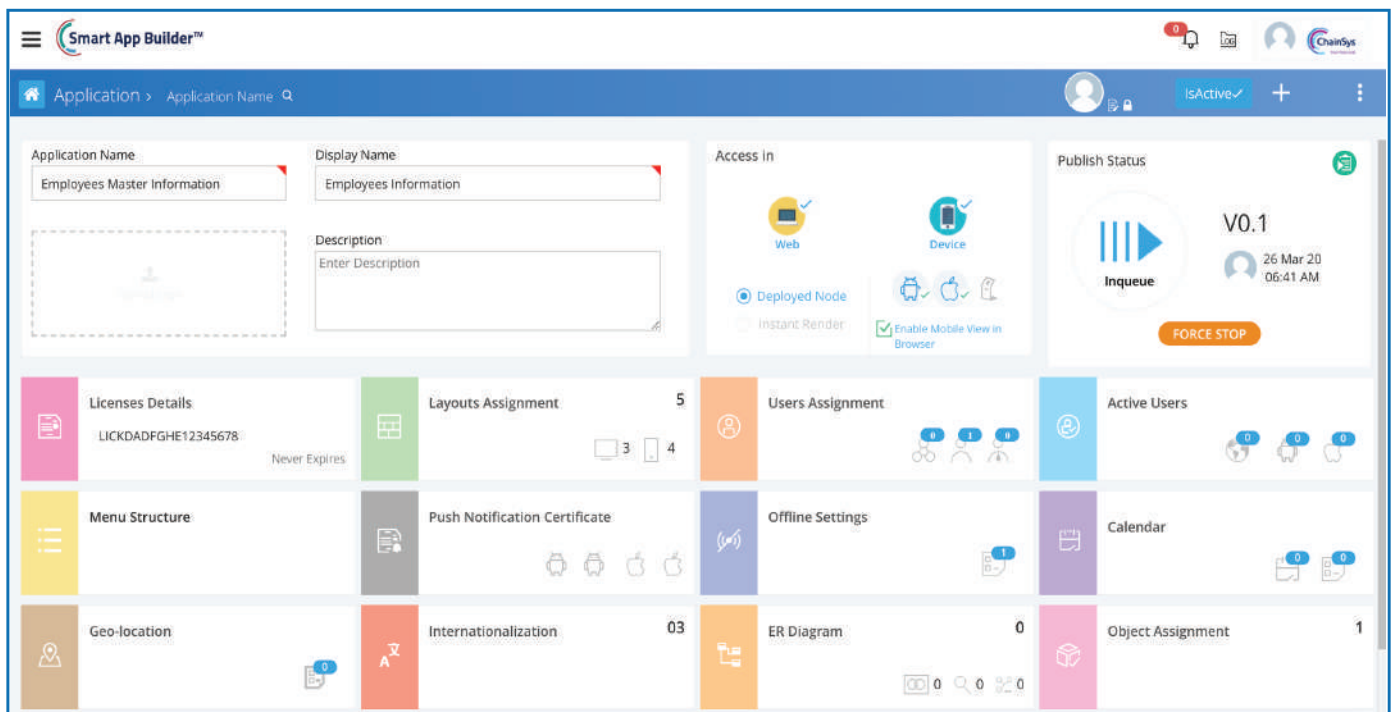 Smart App Builder™
0
LOG
ChainSys
Application > Application Name
IsActive✓
Application Name
Employees Master Information
Display Name
Employees Information
Description
Enter Description
Access in
Web
Device
Deployed Node
Instant Render
Enable Mobile View in
Browser
Publish Status
Inqueue
V0.1
26 Mar 20
06:41 AM
FORCE STOP
Licenses Details
LICKDADFGHE12345678
Never Expires
Layouts Assignment
5
3
4
Users Assignment
0
1
0
Active Users
0
0
0
Menu Structure
Push Notification Certificate
Offline Settings
1
Calendar
0
0
Geo-location
0
Internationalization
03
ER Diagram
0
0
0
0
Object Assignment
1